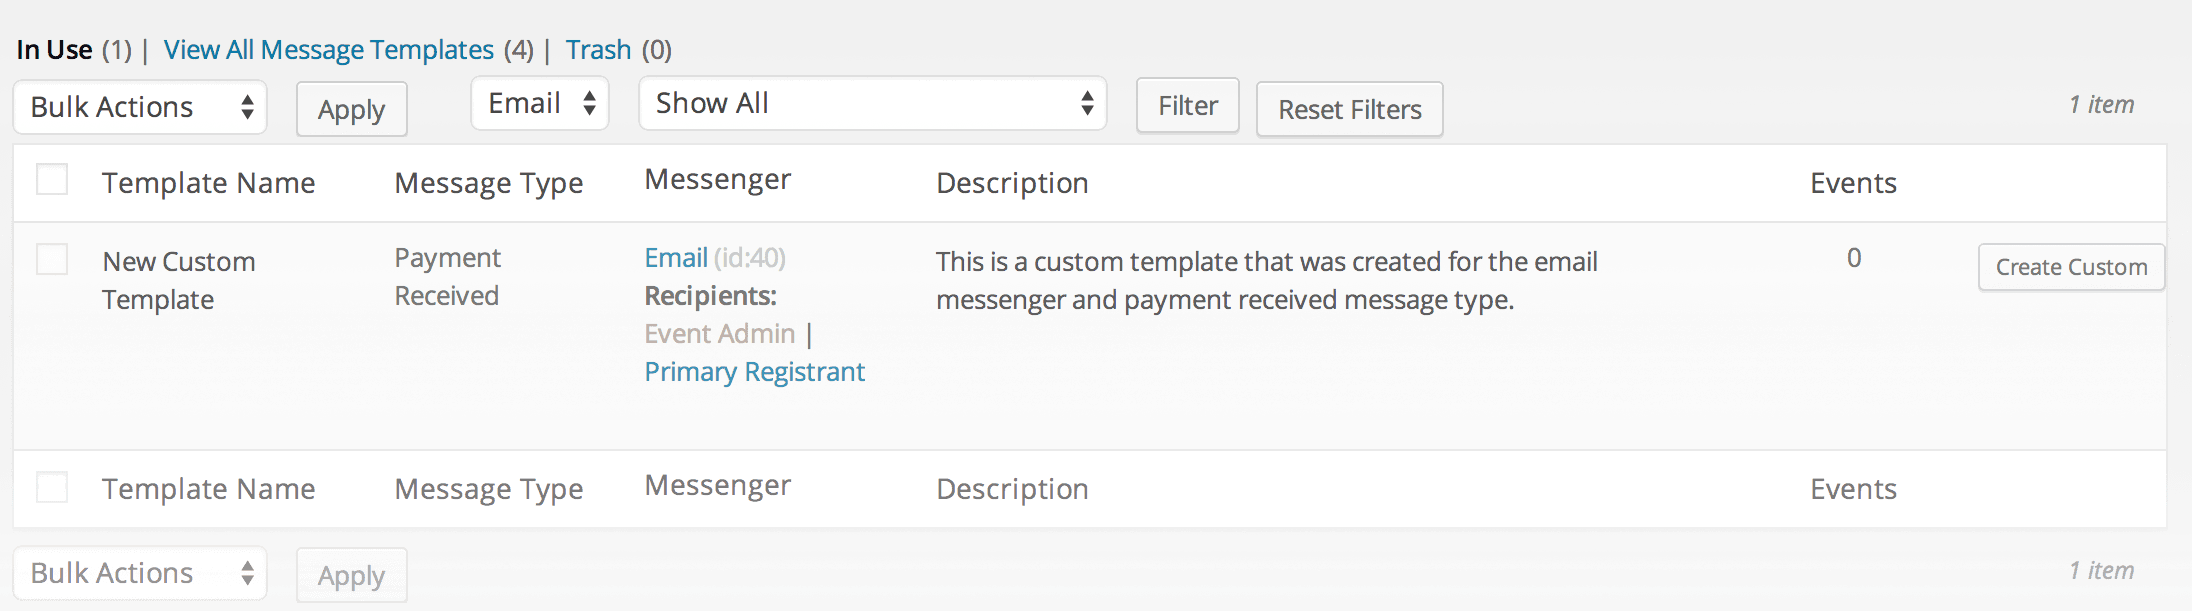 In Use (1) | View All Message Templates (4) | Trash (0)
Bulk Actions Apply Email Show All Filter Reset Filters 1 item
Template Name Message Type Messenger Description Events
New Custom Template Payment Received Email (id:40) Recipients: Event Admin | Primary Registrant This is a custom template that was created for the email messenger and payment received message type. 0 Create Custom
Template Name Message Type Messenger Description Events
Bulk Actions Apply 1 item